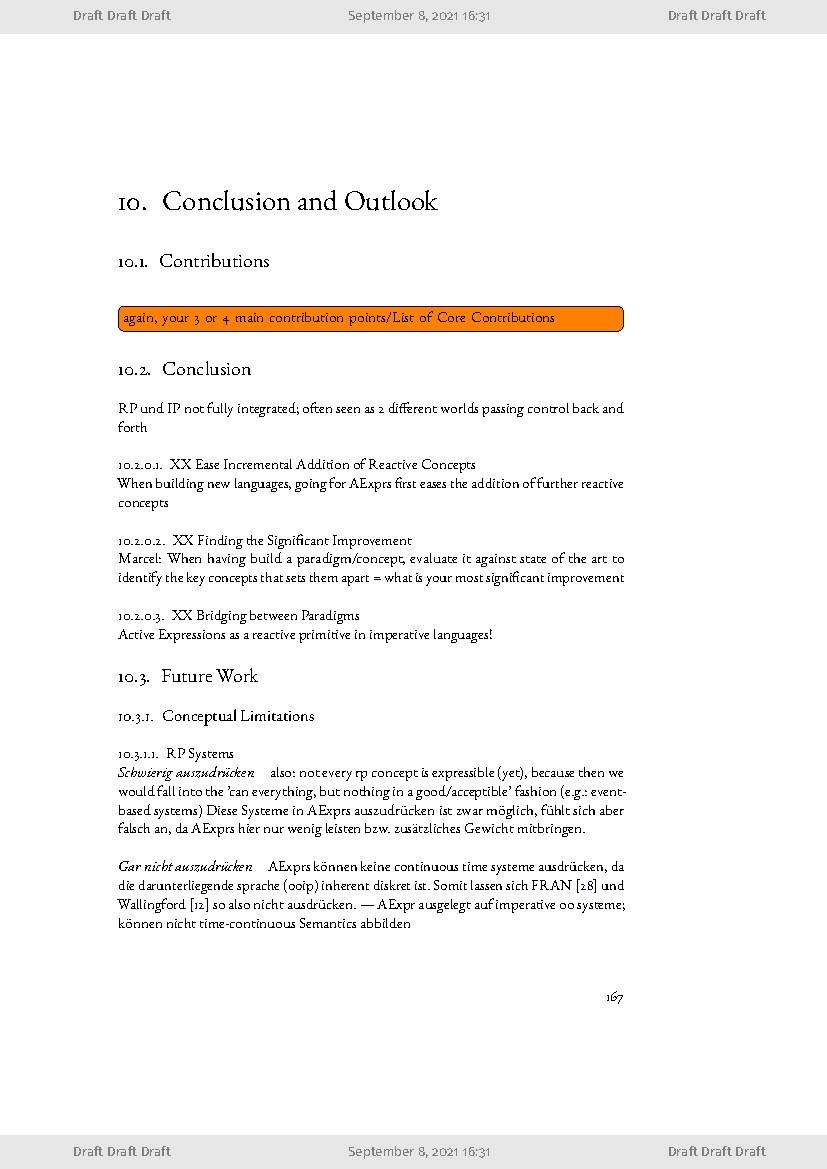 Draft Draft Draft September 8, 2021 16:31 Draft Draft Draft
10. Conclusion and Outlook
10.1. Contributions
again, your 3 or 4 main contribution points/List of Core Contributions
10.2. Conclusion
RP und IP not fully integrated; often seen as 2 different worlds passing control back and
forth
10.2.0.1. XX Ease Incremental Addition of Reactive Concepts
When building new languages, going for AExprs first eases the addition of further reactive
concepts
10.2.0.2. XX Finding the Significant Improvement
Marcel: When having build a paradigm/concept, evaluate it against state of the art to
identify the key concepts that sets them apart = what is your most significant improvement
10.2.0.3. XX Bridging between Paradigms
Active Expressions as a reactive primitive in imperative languages!
10.3. Future Work
10.3.1. Conceptual Limitations
10.3.1.1. RP Systems
Schwierig auszudrücken also: not every rp concept is expressible (yet), because then we
would fall into the 'can everything, but nothing in a good/acceptible' fashion (e.g.: event-
based systems) Diese Systeme in AExprs auszudrücken ist zwar möglich, fühlt sich aber
falsch an, da AExprs hier nur wenig leisten bzw. zusätzliches Gewicht mitbringen.
Gar nicht auszudrücken AExprs können keine continuous time systeme ausdrücken, da
die darunterliegende sprache (ooip) inherent diskret ist. Somit lassen sich FRAN [28] und
Wallingford [12] so also nicht ausdrücken. — AExpr ausgelegt auf imperative oo systeme;
können nicht time-continuous Semantics abbilden
167
Draft Draft Draft September 8, 2021 16:31 Draft Draft Draft